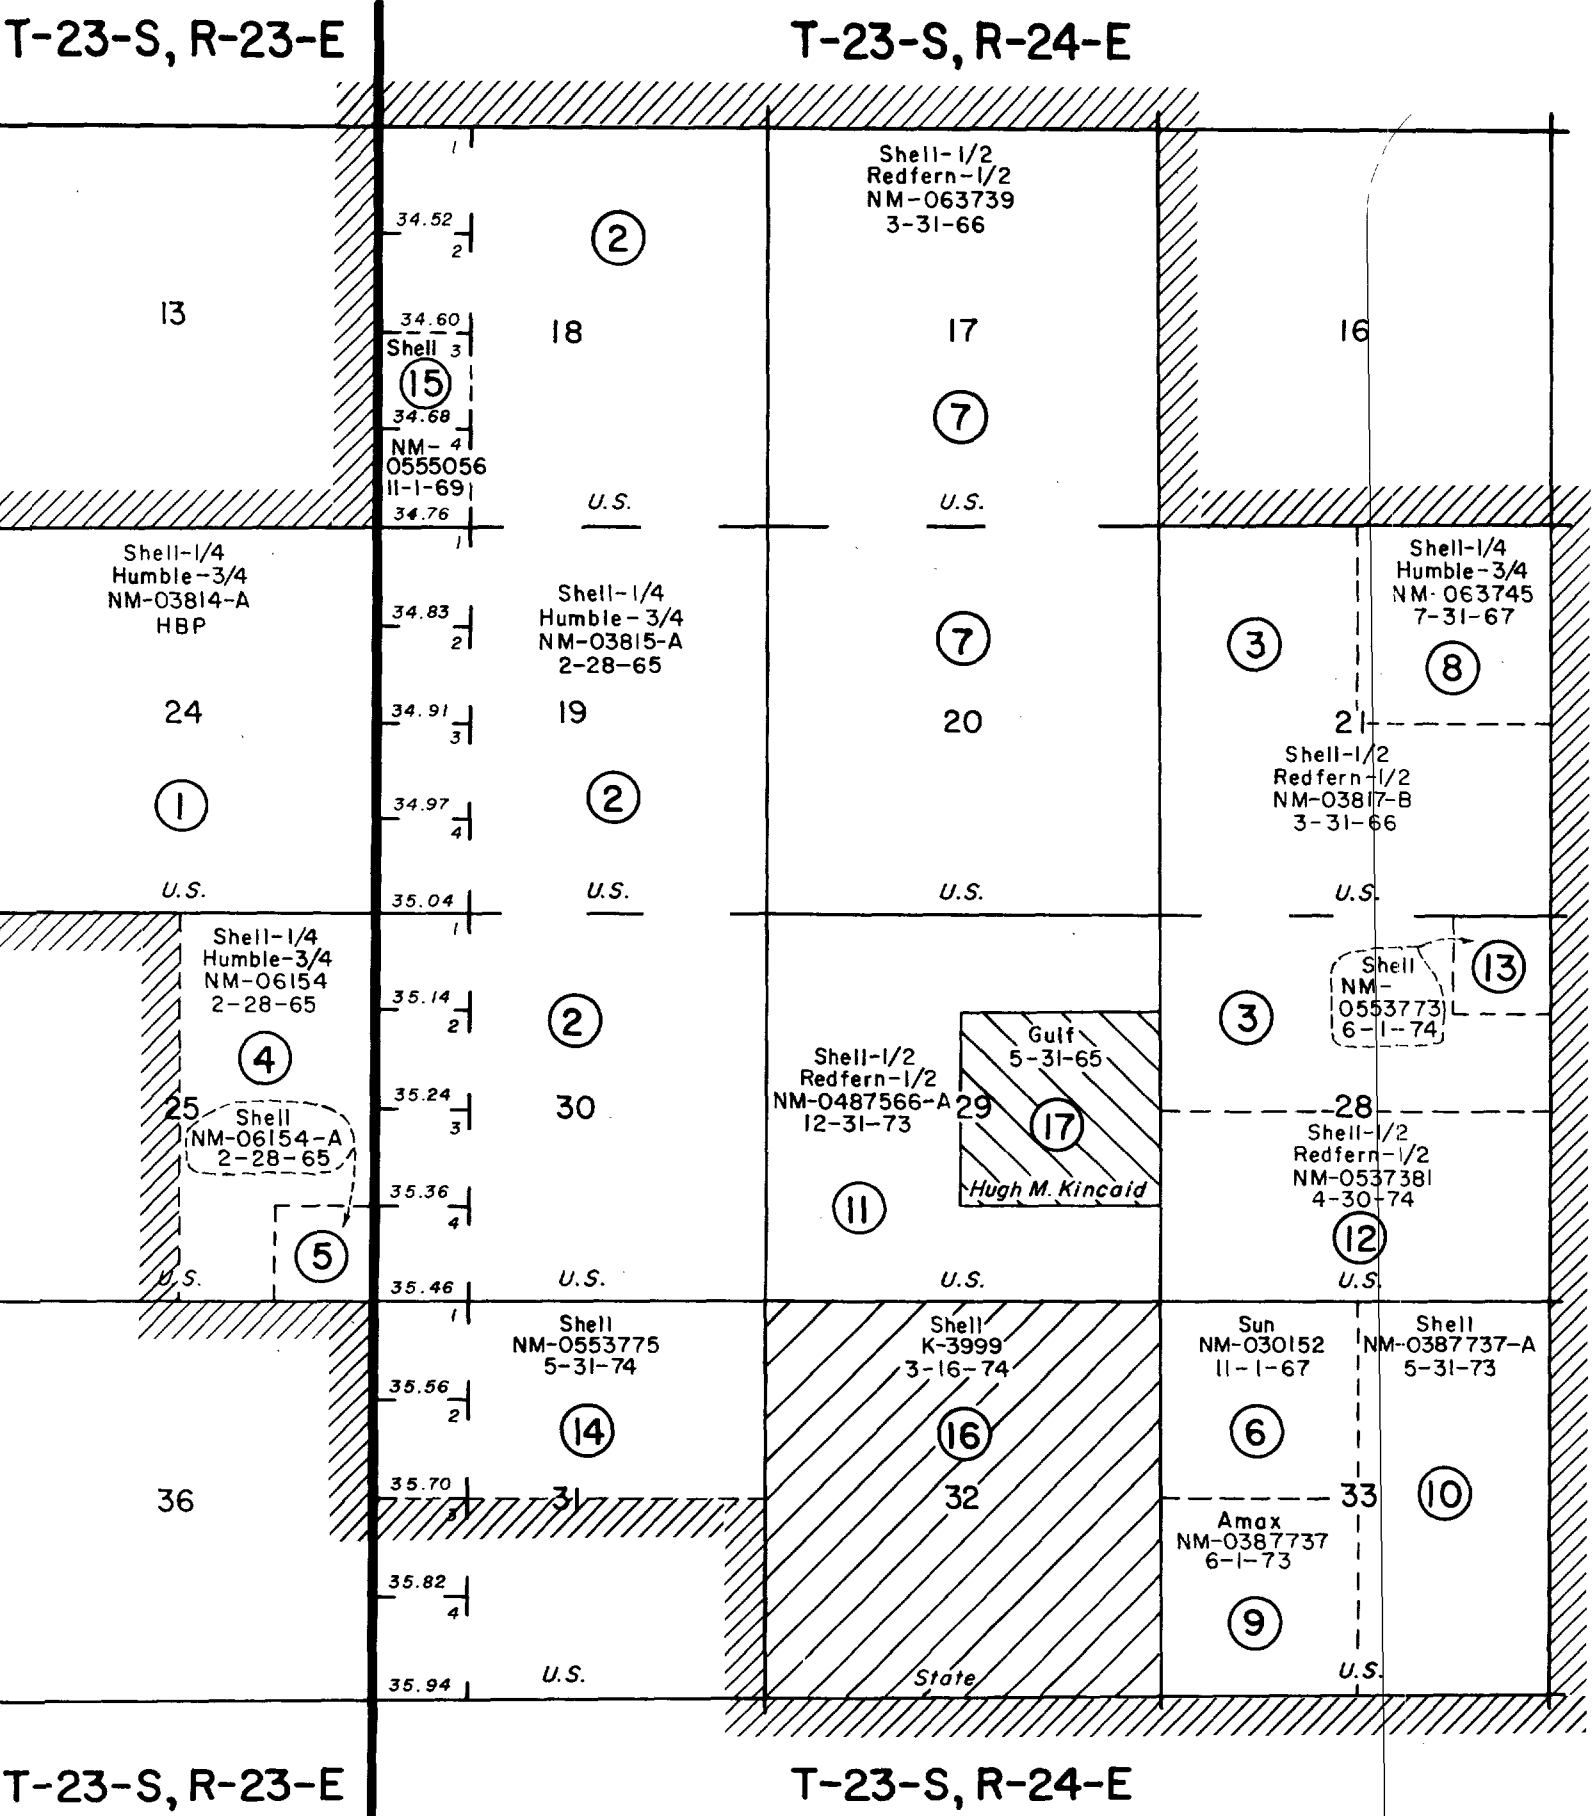 T-23-S, R-23-E
T-23-S, R-24-E
1
34.52
2
34.60
Shell 3
15
34.68
NM- 4
0555056
11-1-69
34.76
13
2
18
U.S.
Shell-1/2
Redfern-1/2
NM-063739
3-31-66
17
7
U.S.
16
Shell-1/4
Humble-3/4
NM-03814-A
HBP
24
1
U.S.
1
34.83
2
34.91
3
34.97
4
35.04
Shell-1/4
Humble-3/4
NM-03815-A
2-28-65
19
2
U.S.
7
20
U.S.
3
Shell-1/4
Humble-3/4
NM-063745
7-31-67
8
21
Shell-1/2
Redfern-1/2
NM-03817-B
3-31-66
U.S.
Shell-1/4
Humble-3/4
NM-06154
2-28-65
4
25
Shell
NM-06154-A
2-28-65
5
U.S.
1
35.14
2
35.24
3
35.36
4
35.46
2
30
U.S.
Shell-1/2
Redfern-1/2
NM-0487566-A
12-31-73
29
11
Gulf
5-31-65
17
Hugh M. Kincaid
U.S.
3
Shell
NM-
0553773
6-1-74
13
28
Shell-1/2
Redfern-1/2
NM-0537381
4-30-74
12
U.S.
36
1
35.56
2
35.70
3
35.82
4
35.94
Shell
NM-0553775
5-31-74
14
31
U.S.
Shell
K-3999
3-16-74
16
32
State
Sun
NM-030152
11-1-67
6
Shell
NM-0387737-A
5-31-73
10
33
Amax
NM-0387737
6-1-73
9
U.S.
T-23-S, R-23-E
T-23-S, R-24-E